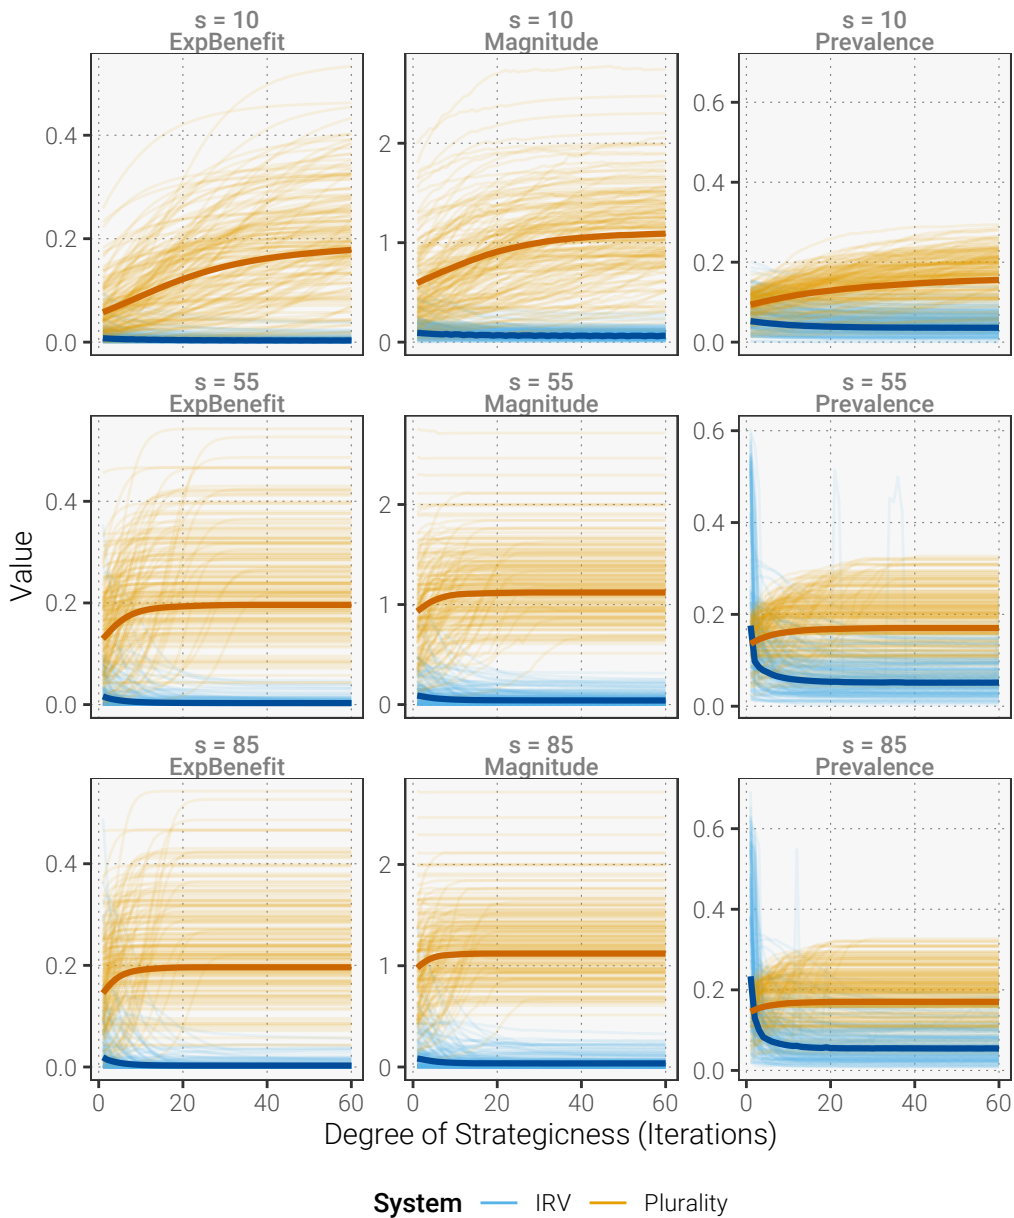 s = 10 s = 10 s = 10
ExpBenefit Magnitude Prevalence
0.4 0.2 0.0
2 1 0
0.6 0.4 0.2 0.0
s = 55 s = 55 s = 55
ExpBenefit Magnitude Prevalence
0.4 0.2 0.0
2 1 0
0.6 0.4 0.2 0.0
Value
s = 85 s = 85 s = 85
ExpBenefit Magnitude Prevalence
0.4 0.2 0.0
2 1 0
0.6 0.4 0.2 0.0
0 20 40 60 0 20 40 60 0 20 40 60
Degree of Strategicness (Iterations)
System IRV Plurality